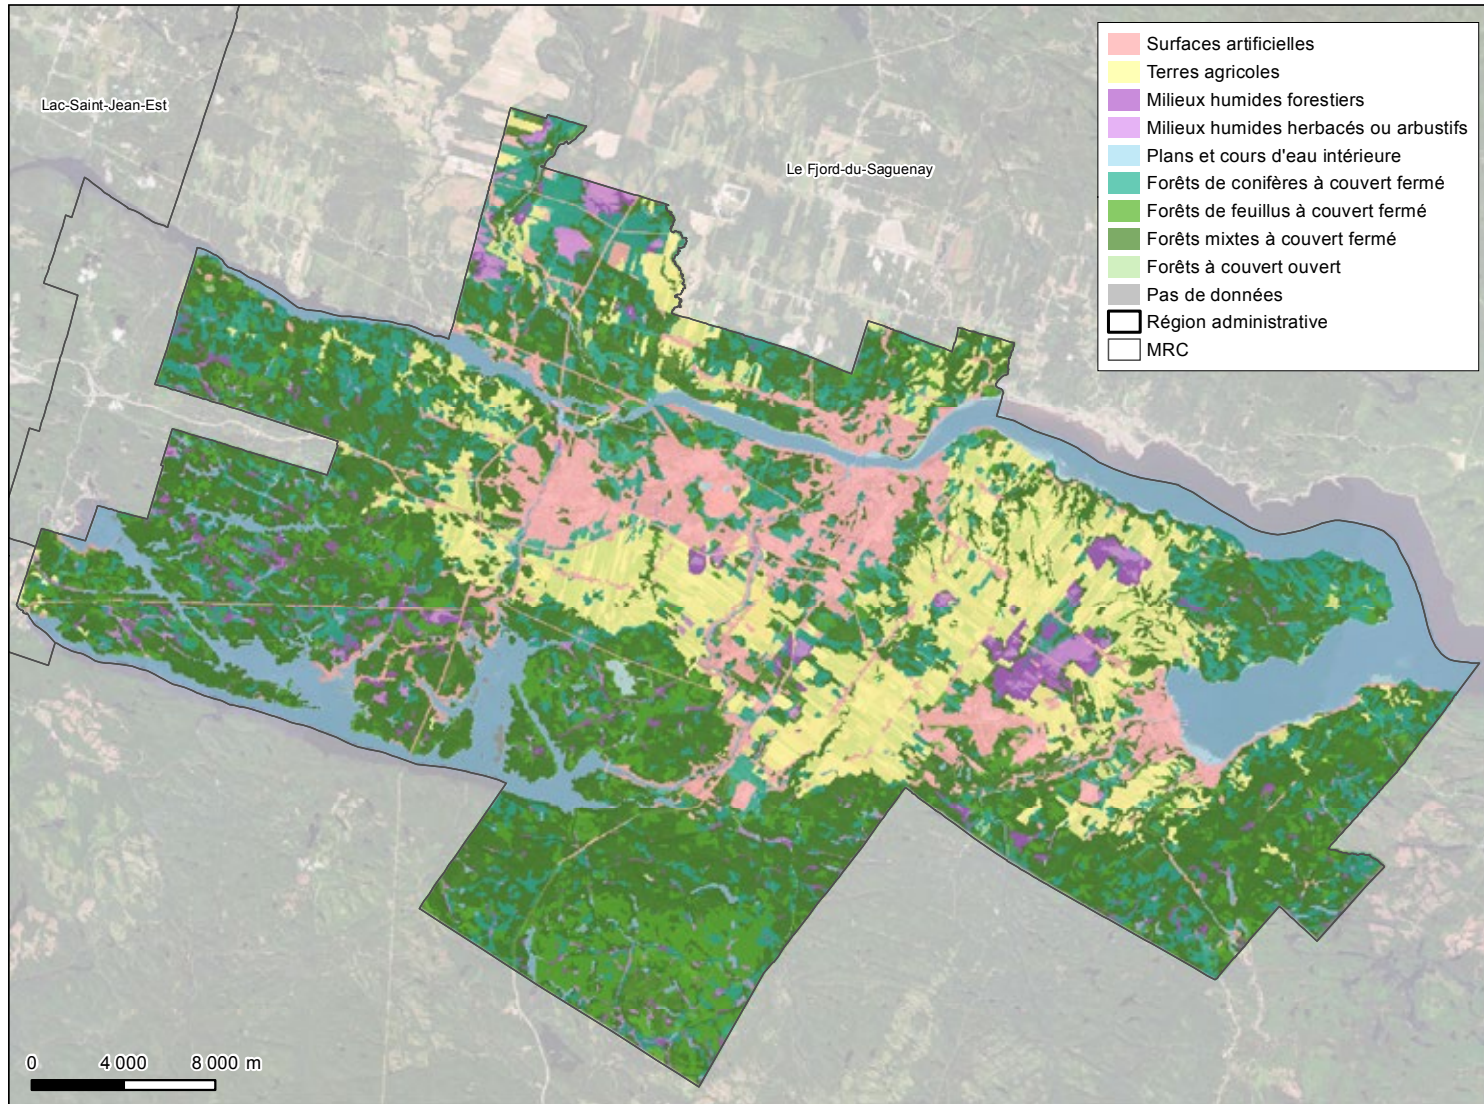 Lac-Saint-Jean-Est
Le Fjord-du-Saguenay
Surfaces artificielles
Terres agricoles
Milieux humides forestiers
Milieux humides herbacés ou arbustifs
Plans et cours d'eau intérieure
Forêts de conifères à couvert fermé
Forêts de feuillus à couvert fermé
Forêts mixtes à couvert fermé
Forêts à couvert ouvert
Pas de données
Région administrative
MRC
0 4 000 8 000 m